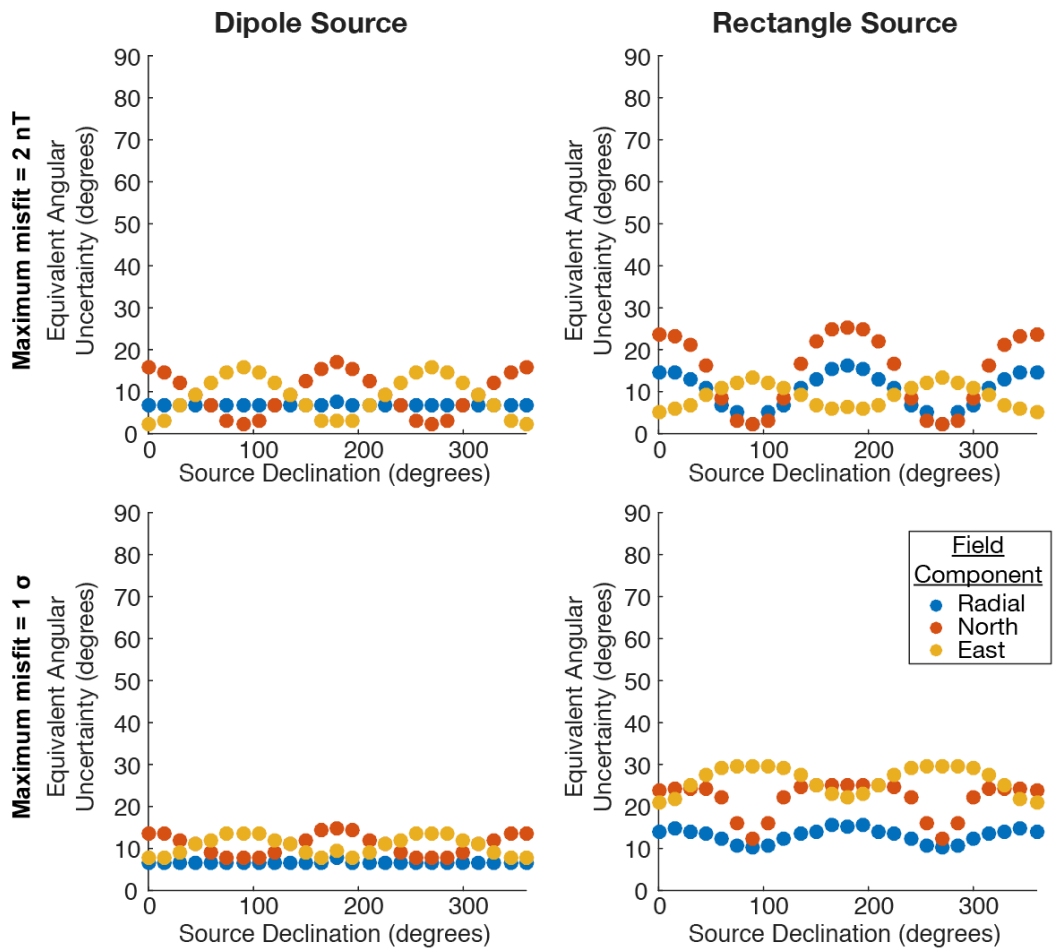 Dipole Source
Rectangle Source
Maximum misfit = 2 nT
Equivalent Angular
Uncertainty (degrees)
90
80
70
60
50
40
30
20
10
0
0 100 200 300
Source Declination (degrees)
Equivalent Angular
Uncertainty (degrees)
90
80
70
60
50
40
30
20
10
0
0 100 200 300
Source Declination (degrees)
Maximum misfit = 1 σ
Equivalent Angular
Uncertainty (degrees)
90
80
70
60
50
40
30
20
10
0
0 100 200 300
Source Declination (degrees)
Equivalent Angular
Uncertainty (degrees)
90
80
70
60
50
40
30
20
10
0
0 100 200 300
Source Declination (degrees)
Field
Component
Radial
North
East